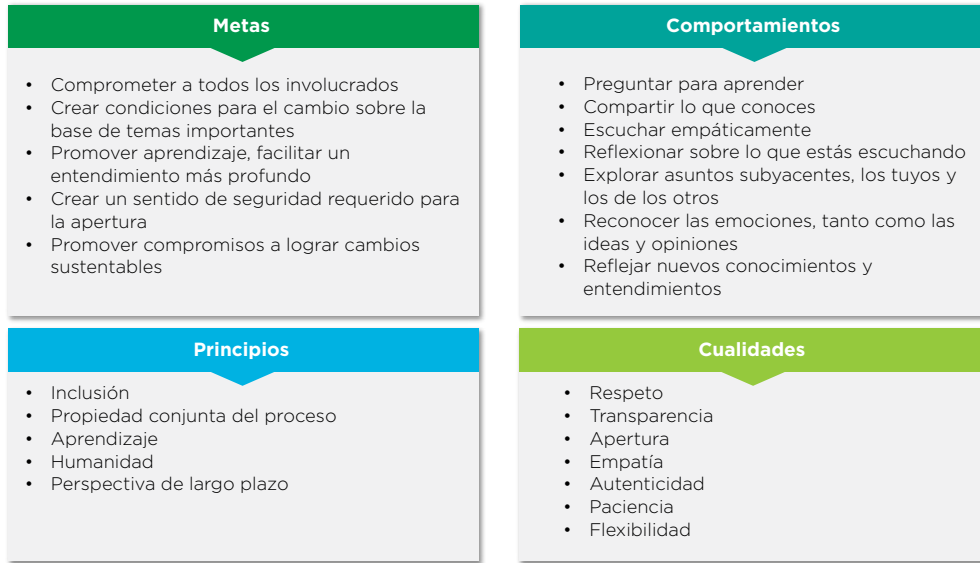 Metas
• Comprometer a todos los involucrados
• Crear condiciones para el cambio sobre la
base de temas importantes
• Promover aprendizaje, facilitar un
entendimiento más profundo
• Crear un sentido de seguridad requerido para
la apertura
• Promover compromisos a lograr cambios
sustentables
Comportamientos
• Preguntar para aprender
• Compartir lo que conoces
• Escuchar empáticamente
• Reflexionar sobre lo que estás escuchando
• Explorar asuntos subyacentes, los tuyos y
los de los otros
• Reconocer las emociones, tanto como las
ideas y opiniones
• Reflejar nuevos conocimientos y
entendimientos
Principios
• Inclusión
• Propiedad conjunta del proceso
• Aprendizaje
• Humanidad
• Perspectiva de largo plazo
Cualidades
• Respeto
• Transparencia
• Apertura
• Empatía
• Autenticidad
• Paciencia
• Flexibilidad